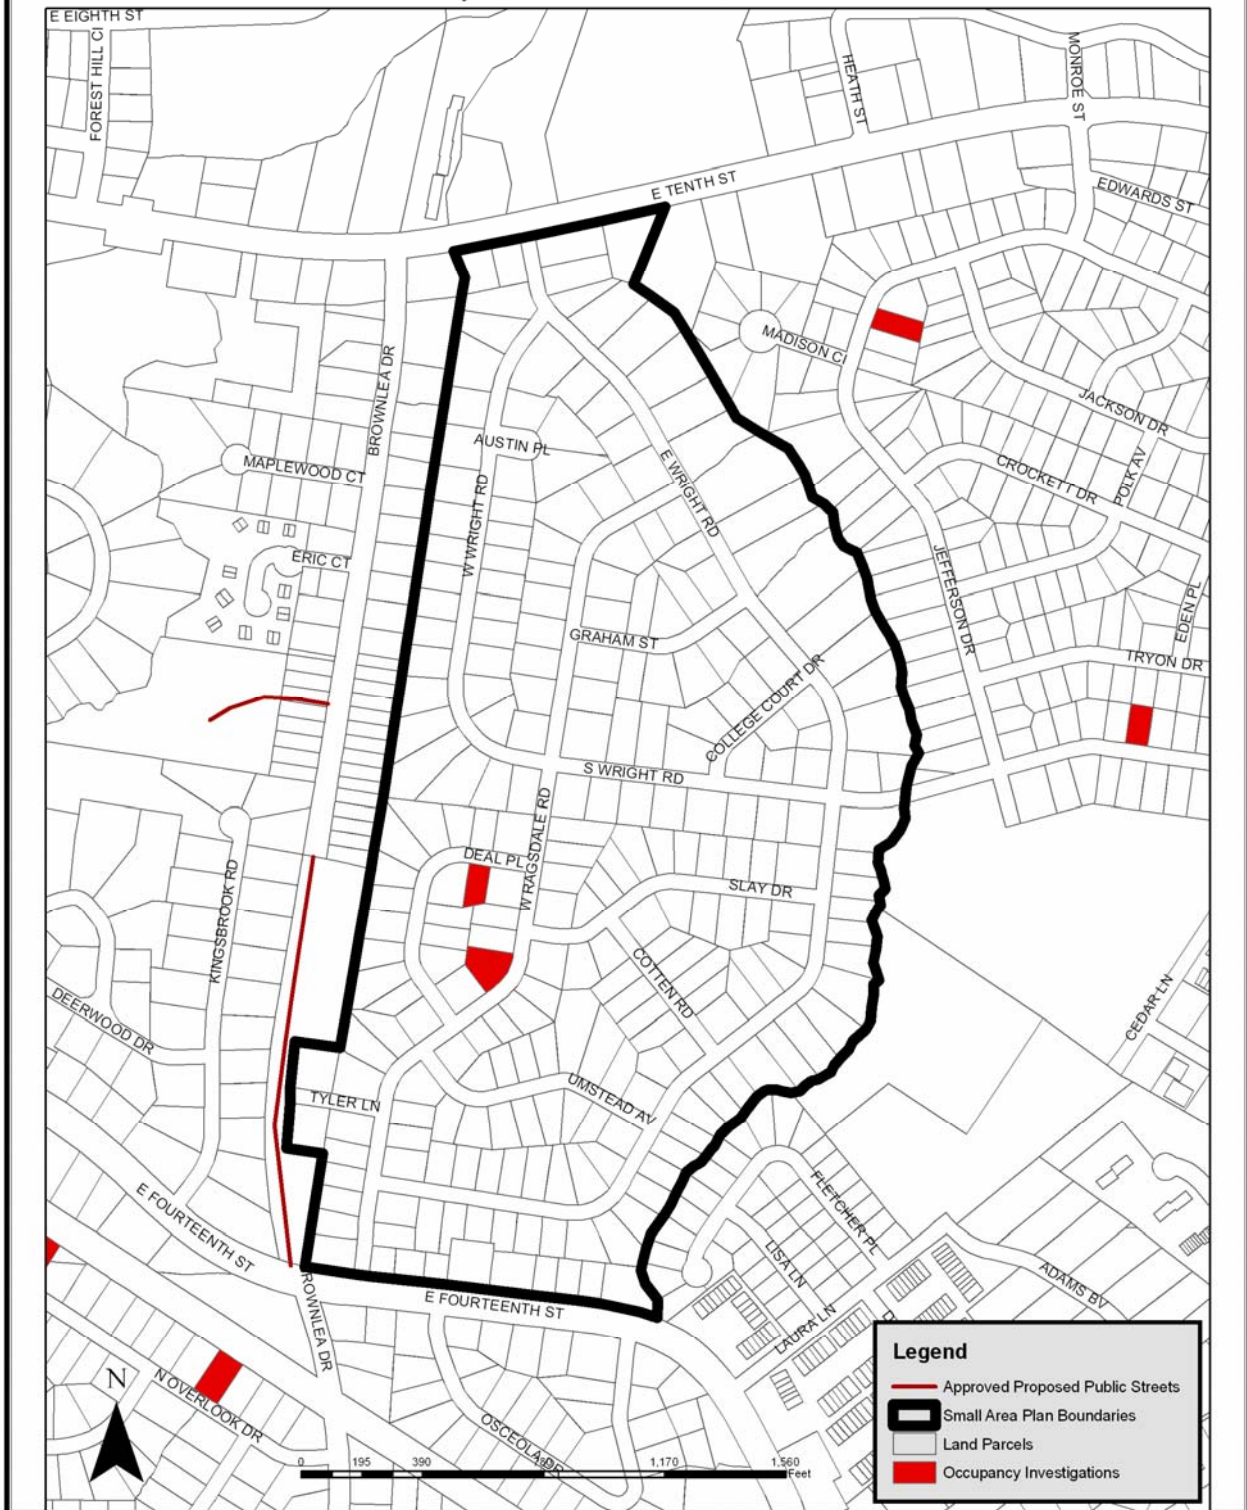 E EIGHTH ST
FOREST HILL CI
HEATH ST
MONROE ST
E TENTH ST
EDWARDS ST
MADISON CI
BROWNLEA DR
JACKSON DR
AUSTIN PL
MAPLEWOOD CT
E WRIGHT RD
CROCKETT DR
POLK AV
W WRIGHT RD
ERIC CT
JEFFERSON DR
EDEN PL
GRAHAM ST
TRYON DR
COLLEGE COURT DR
S WRIGHT RD
W RAGSDALE RD
DEAL PL
SLAY DR
KINGSBROOK RD
COTTEN RD
CEDAR LN
DEERWOOD DR
UMSTEAD AV
TYLER LN
FLETCHER PL
E FOURTEENTH ST
LISA LN
ADAMS BV
E FOURTEENTH ST
ROWNLEA DR
LAURA LN
N OVERLOOK DR
OSCEOLA DR
N
0 195 390 1,170 1,560
Feet
Legend
Approved Proposed Public Streets
Small Area Plan Boundaries
Land Parcels
Occupancy Investigations